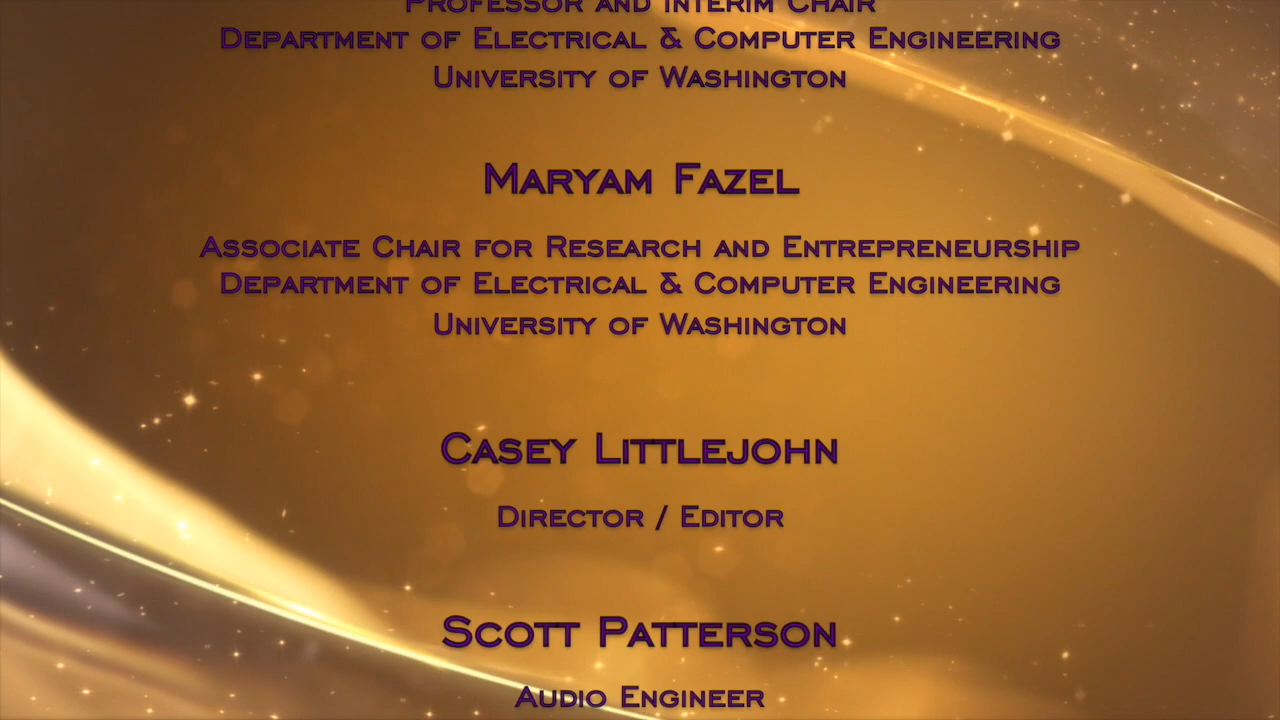 Professor and Interim Chair
Department of Electrical & Computer Engineering
University of Washington
Maryam Fazel
Associate Chair for Research and Entrepreneurship
Department of Electrical & Computer Engineering
University of Washington
Casey Littlejohn
Director / Editor
Scott Patterson
Audio Engineer